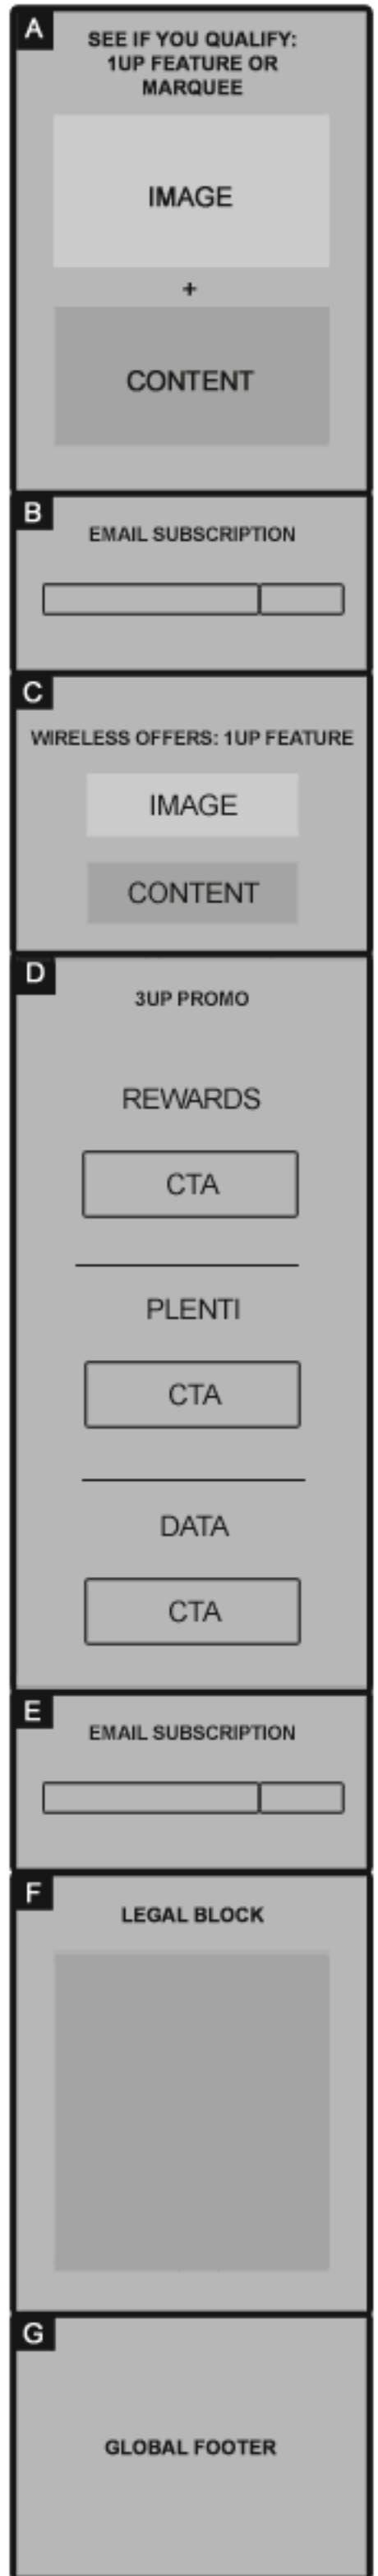 A
SEE IF YOU QUALIFY:
1UP FEATURE OR
MARQUEE
IMAGE
+
CONTENT
B
EMAIL SUBSCRIPTION
C
WIRELESS OFFERS: 1UP FEATURE
IMAGE
CONTENT
D
3UP PROMO
REWARDS
CTA
PLENTI
CTA
DATA
CTA
E
EMAIL SUBSCRIPTION
F
LEGAL BLOCK
G
GLOBAL FOOTER